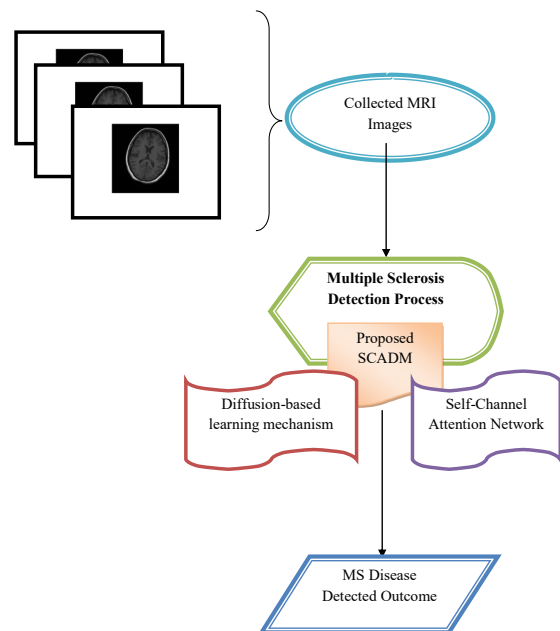 Collected MRI
Images
Multiple Sclerosis
Detection Process
Proposed
SCADM
Diffusion-based
learning mechanism
Self-Channel
Attention Network
MS Disease
Detected Outcome